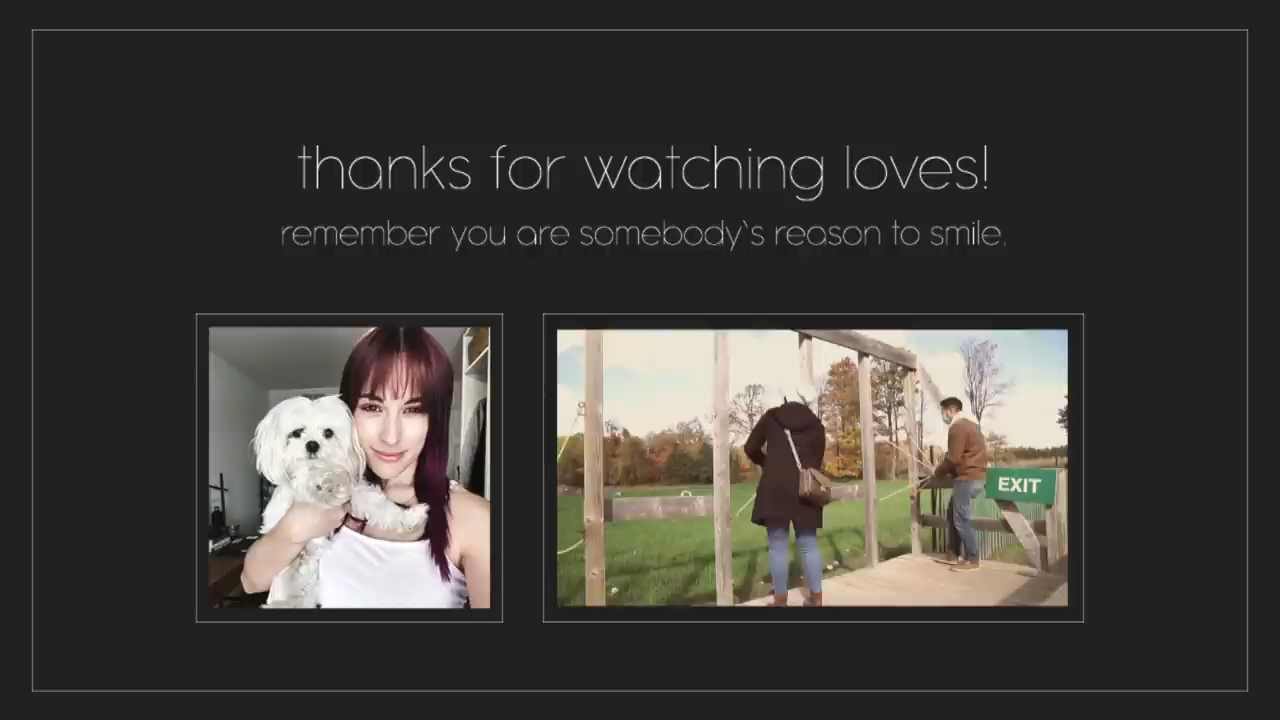 thanks for watching loves!
remember you are somebody`s reason to smile.
EXIT